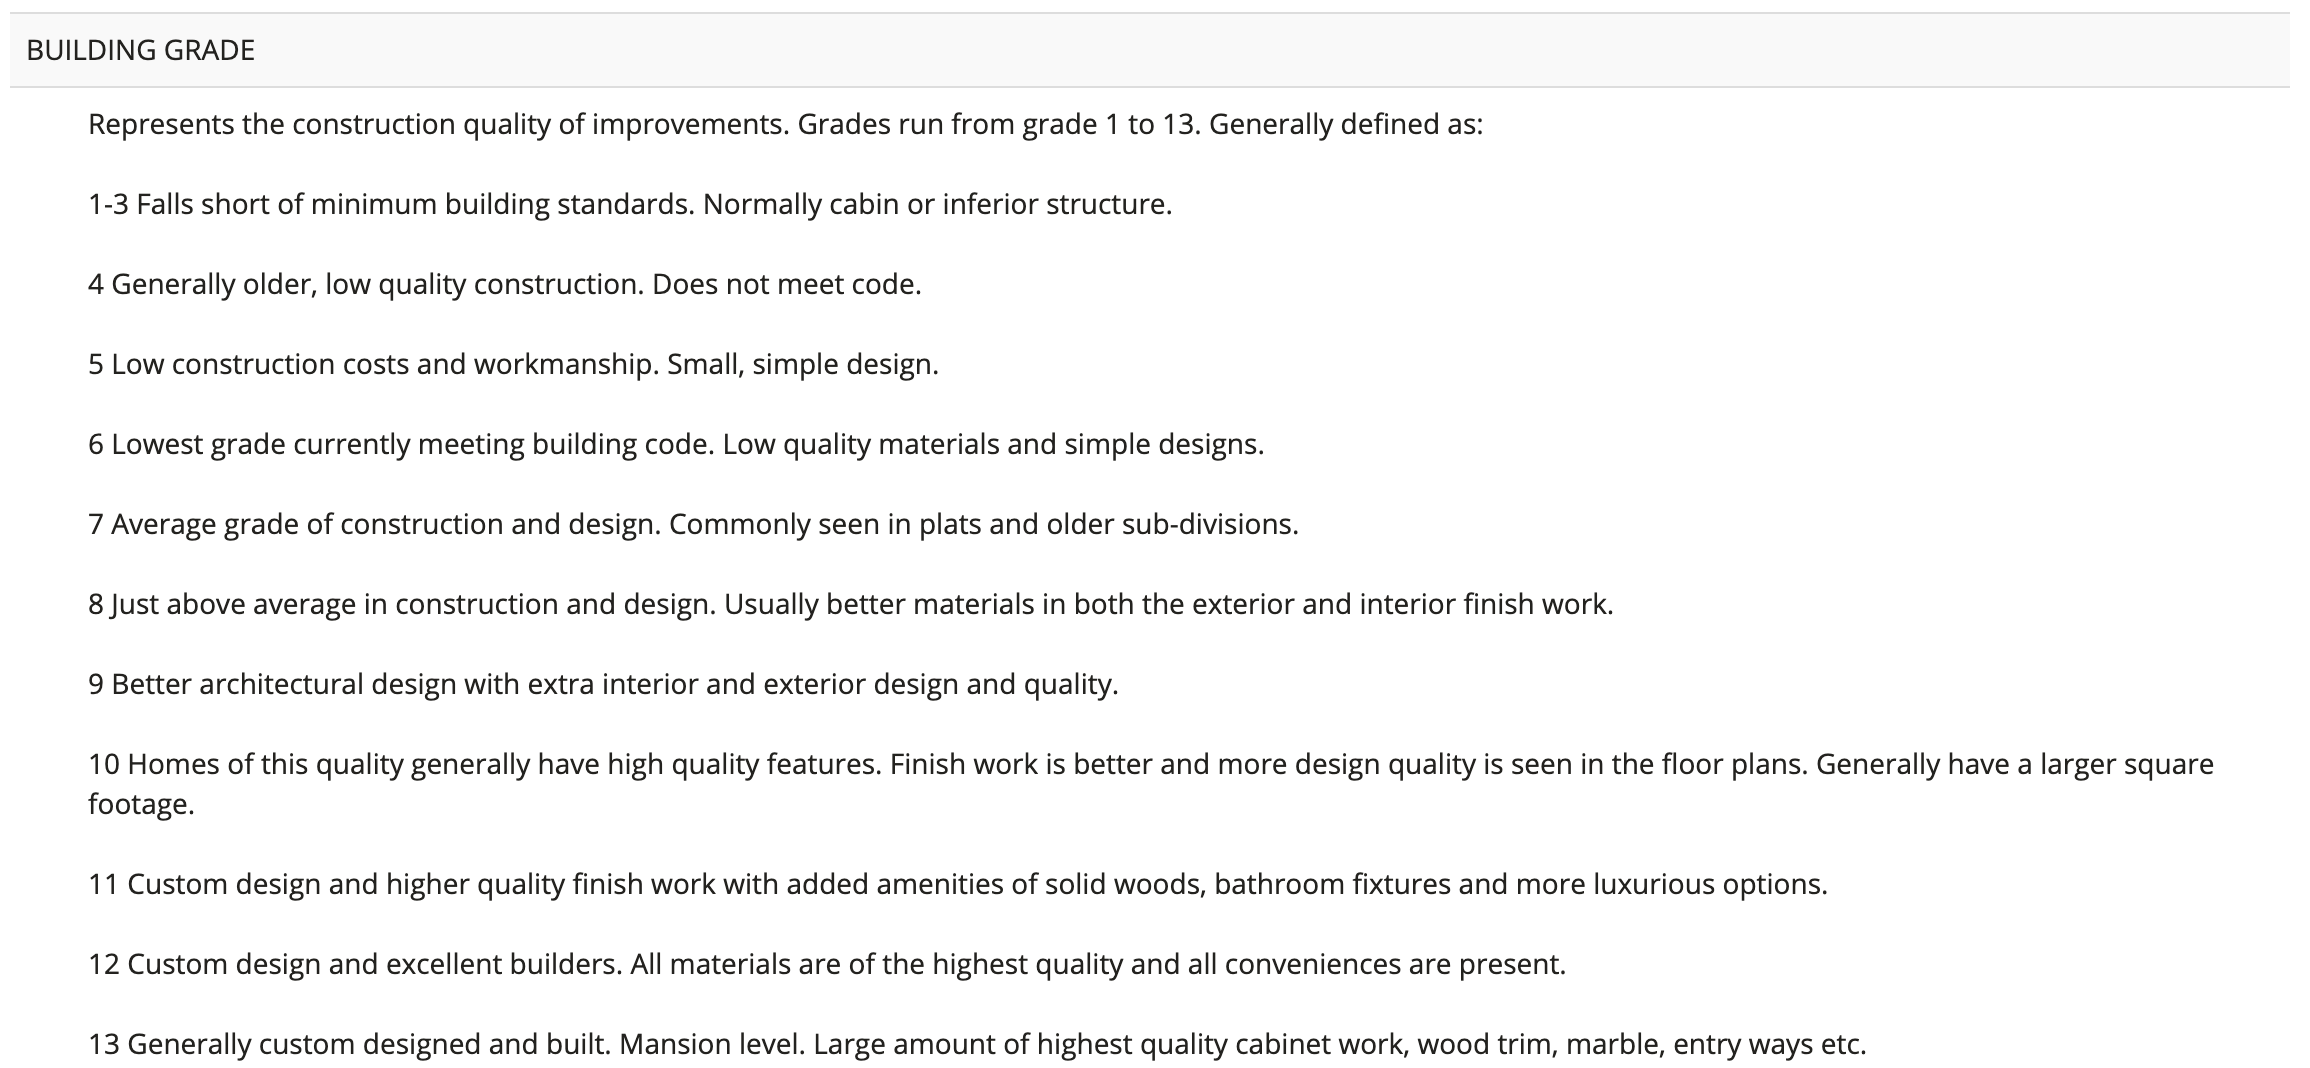 BUILDING GRADE
Represents the construction quality of improvements. Grades run from grade 1 to 13. Generally defined as:
1-3 Falls short of minimum building standards. Normally cabin or inferior structure.
4 Generally older, low quality construction. Does not meet code.
5 Low construction costs and workmanship. Small, simple design.
6 Lowest grade currently meeting building code. Low quality materials and simple designs.
7 Average grade of construction and design. Commonly seen in plats and older sub-divisions.
8 Just above average in construction and design. Usually better materials in both the exterior and interior finish work.
9 Better architectural design with extra interior and exterior design and quality.
10 Homes of this quality generally have high quality features. Finish work is better and more design quality is seen in the floor plans. Generally have a larger square
footage.
11 Custom design and higher quality finish work with added amenities of solid woods, bathroom fixtures and more luxurious options.
12 Custom design and excellent builders. All materials are of the highest quality and all conveniences are present.
13 Generally custom designed and built. Mansion level. Large amount of highest quality cabinet work, wood trim, marble, entry ways etc.